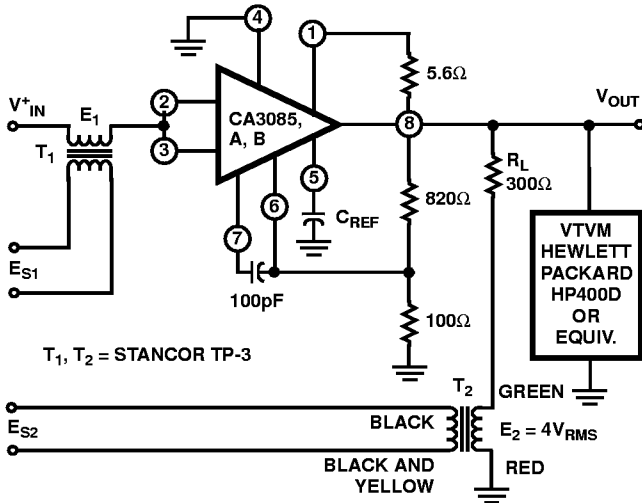 4
1
5.6Ω
V+IN
E1
2
CA3085,
A, B
8
VOUT
T1
3
RL
300Ω
5
820Ω
6
CREF
7
VTVM
HEWLETT
PACKARD
HP400D
OR
EQUIV.
ES1
100pF
100Ω
T1, T2 = STANCOR TP-3
T2
GREEN
ES2
BLACK
E2 = 4VRMS
BLACK AND
YELLOW
RED